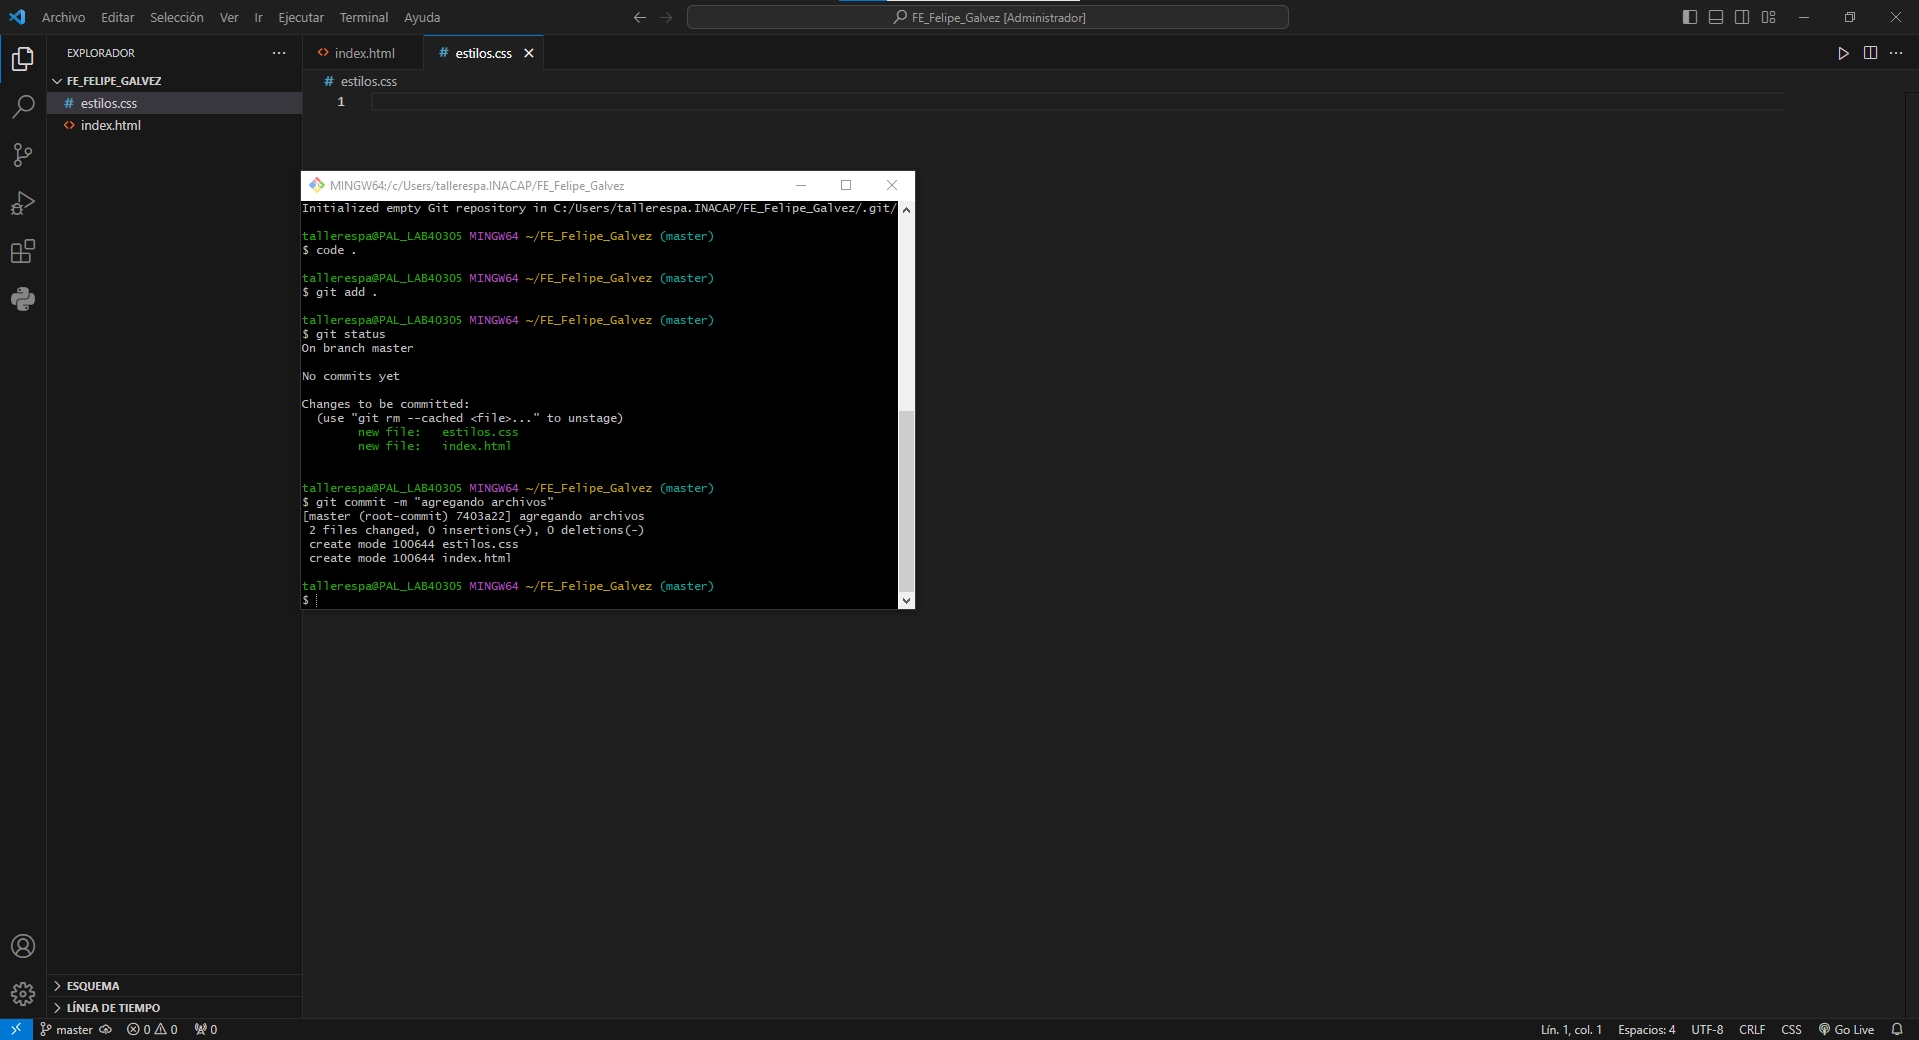 Archivo Editar Selección Ver Ir Ejecutar Terminal Ayuda
FE_Felipe_Galvez [Administrador]
EXPLORADOR
FE_FELIPE_GALVEZ
# estilos.css
<> index.html
<> index.html
# estilos.css
# estilos.css
1
MINGW64:/c/Users/tallerespa.INACAP/FE_Felipe_Galvez
Initialized empty Git repository in C:/Users/tallerespa.INACAP/FE_Felipe_Galvez/.git/
tallerespa@PAL_LAB40305 MINGW64 ~/FE_Felipe_Galvez (master)
$ code .
tallerespa@PAL_LAB40305 MINGW64 ~/FE_Felipe_Galvez (master)
$ git add .
tallerespa@PAL_LAB40305 MINGW64 ~/FE_Felipe_Galvez (master)
$ git status
On branch master
No commits yet
Changes to be committed:
(use "git rm --cached <file>..." to unstage)
new file:   estilos.css
new file:   index.html
tallerespa@PAL_LAB40305 MINGW64 ~/FE_Felipe_Galvez (master)
$ git commit -m "agregando archivos"
[master (root-commit) 7403a22] agregando archivos
2 files changed, 0 insertions(+), 0 deletions(-)
create mode 100644 estilos.css
create mode 100644 index.html
tallerespa@PAL_LAB40305 MINGW64 ~/FE_Felipe_Galvez (master)
$
ESQUEMA
LÍNEA DE TIEMPO
master 0 0 0
Lín. 1, col. 1 Espacios: 4 UTF-8 CRLF CSS Go Live